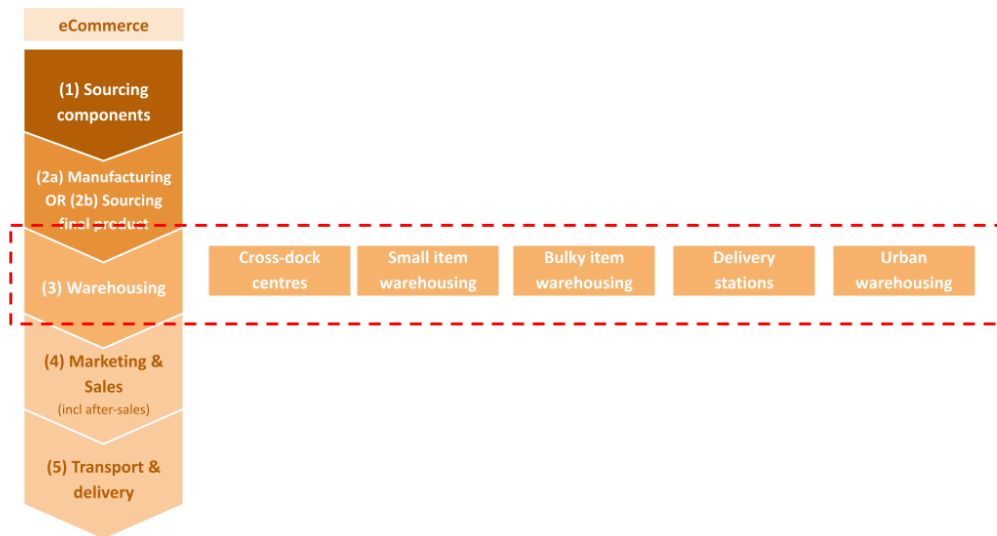 eCommerce
(1) Sourcing
components
(2a) Manufacturing
OR (2b) Sourcing
final product
(3) Warehousing
Cross-dock
centres
Small item
warehousing
Bulky item
warehousing
Delivery
stations
Urban
warehousing
(4) Marketing &
Sales
(incl after-sales)
(5) Transport &
delivery